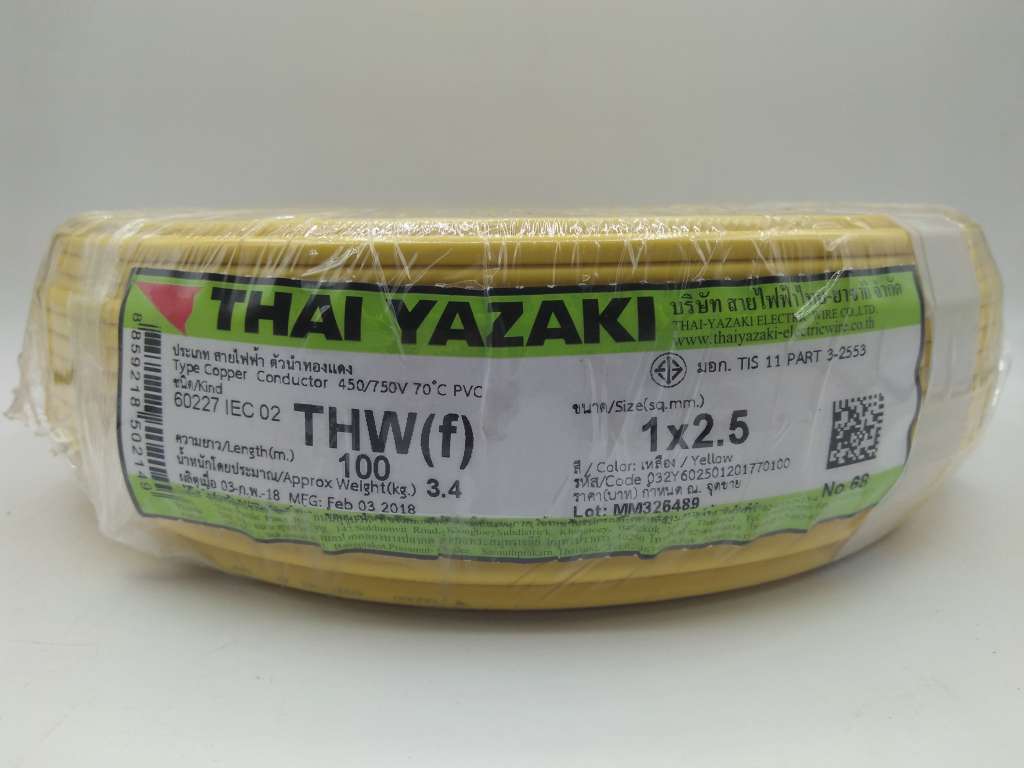 THAI YAZAKI
บริษัท สายไฟฟ้าไทย-ยาซากิ จำกัด
THAI-YAZAKI ELECTRIC WIRE CO.,LTD.
www.thaiyazaki-electricwire.co.th
ประเภท สายไฟฟ้า ตัวนำทองแดง
Type Copper Conductor 450/750V 70°C PVC
มอก. TIS 11 PART 3-2553
ชนิด/Kind
60227 IEC 02 THW(f)
ขนาด/Size(sq.mm.)
1x2.5
ความยาว/Length(m.) 100
น้ำหนักโดยประมาณ/Approx Weight(kg.) 3.4
ผลิตเมื่อ 03-ก.พ.-18 MFG: Feb 03 2018
สี / Color: เหลือง / Yellow
รหัส/Code 032Y602501201770100
ราคา(บาท) กำหนด ณ. จุดขาย
Lot: MM326489
No 68
8859218502119